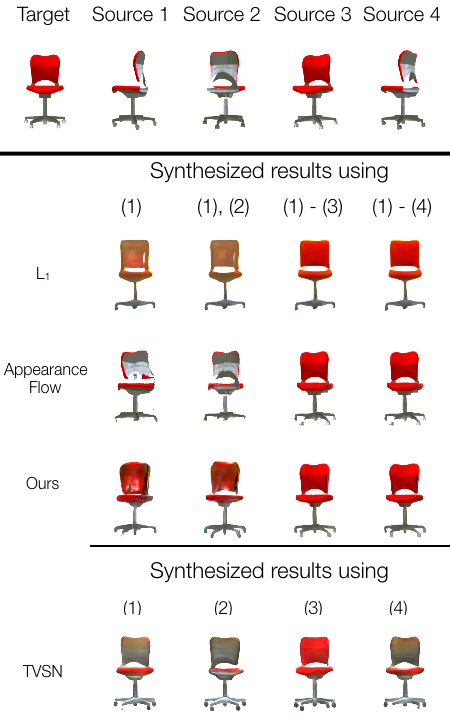 Target Source 1 Source 2 Source 3 Source 4
Synthesized results using
(1) (1), (2) (1) - (3) (1) - (4)
L₁
Appearance
Flow
Ours
Synthesized results using
(1) (2) (3) (4)
TVSN